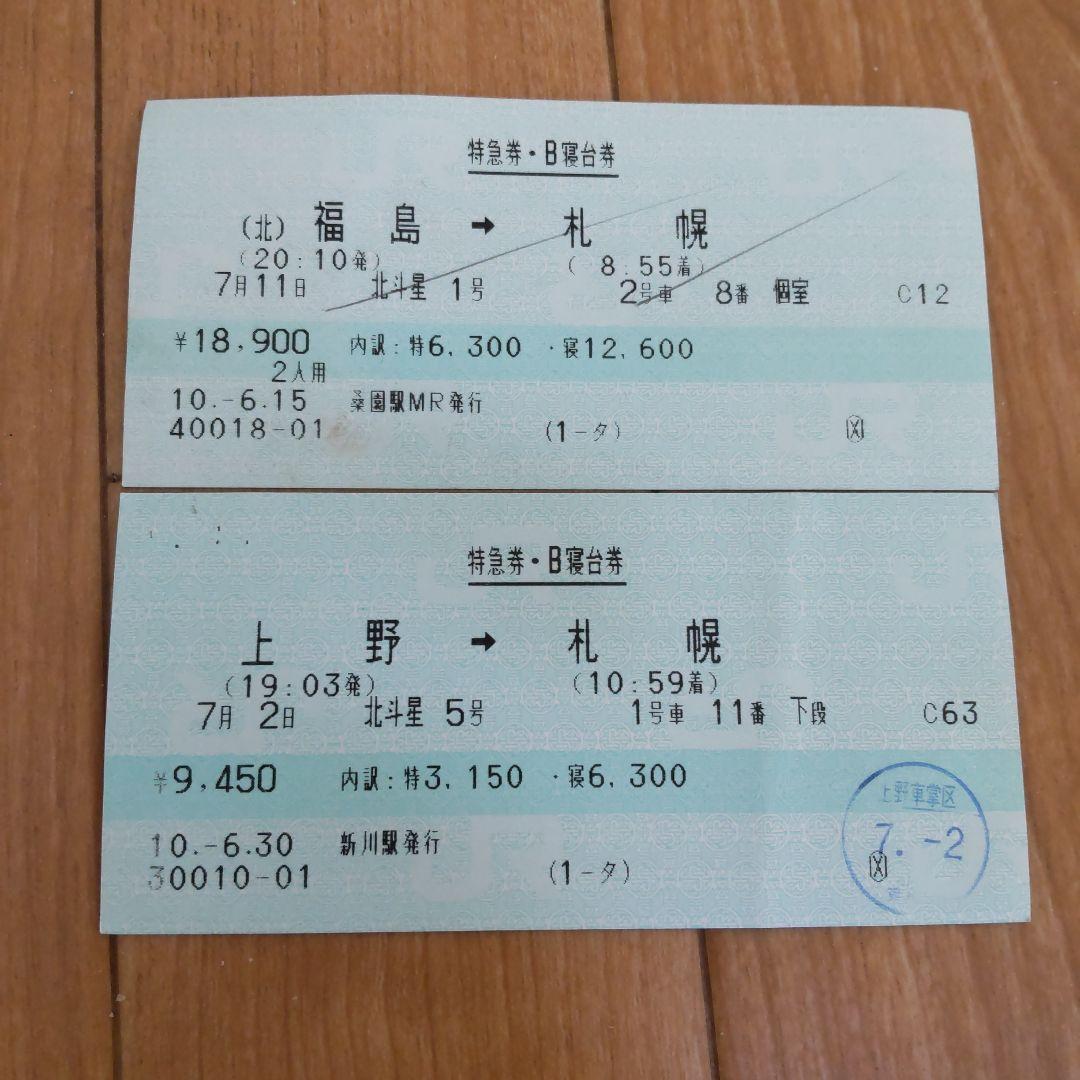 特急券・B寝台券
(北) 福島 → 札幌
(20:10発) (8:55着)
7月11日 北斗星 1号 2号車 8番 個室 C12
¥18,900 内訳:特6,300 ・寝12,600
2人用
10.-6.15 桑園駅MR発行
40018-01 (1-タ)
特急券・B寝台券
上野 → 札幌
(19:03発) (10:59着)
7月 2日 北斗星 5号 1号車 11番 下段 C63
¥9,450 内訳:特3,150 ・寝6,300
上野車掌区
10.-6.30 新川駅発行 7.-2
30010-01 (1-タ)